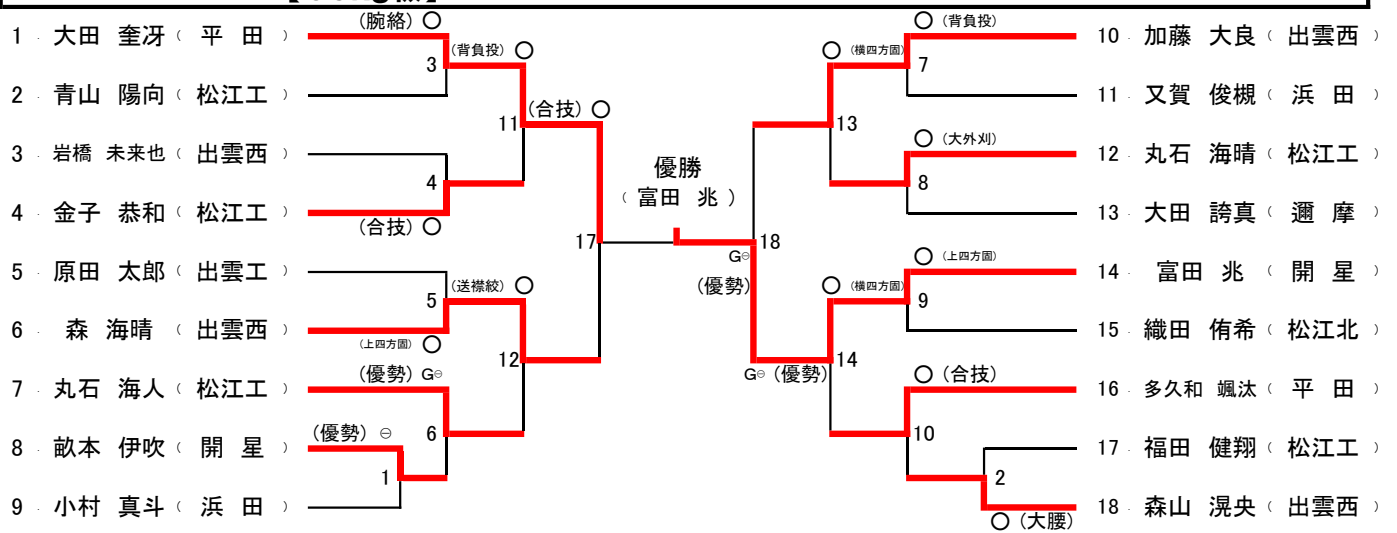 1 大田 奎冴（ 平 田 ）
2 青山 陽向（ 松江工 ）
3 岩橋 未来也（ 出雲西 ）
4 金子 恭和（ 松江工 ）
5 原田 太郎（ 出雲工 ）
6 森 海晴（ 出雲西 ）
7 丸石 海人（ 松江工 ）
8 畝本 伊吹（ 開 星 ）
9 小村 真斗（ 浜 田 ）
(腕絡) ○
3
(背負投) ○
11
(合技) ○
4
(合技) ○
17
5
(送襟絞) ○
(上四方固) ○
12
(優勢) G⊖
6
(優勢) ⊖
1
優勝
（ 富田 兆 ）
18
G⊖
(優勢)
○ (背負投)
7
○ (横四方固)
13
○ (大外刈)
8
○ (上四方固)
9
○ (横四方固)
14
G⊖ (優勢)
○ (合技)
10
2
○ (大腰)
10 加藤 大良（ 出雲西 ）
11 又賀 俊槻（ 浜 田 ）
12 丸石 海晴（ 松江工 ）
13 大田 誇真（ 邇 摩 ）
14 富田 兆（ 開 星 ）
15 織田 侑希（ 松江北 ）
16 多久和 颯汰（ 平 田 ）
17 福田 健翔（ 松江工 ）
18 森山 滉央（ 出雲西 ）